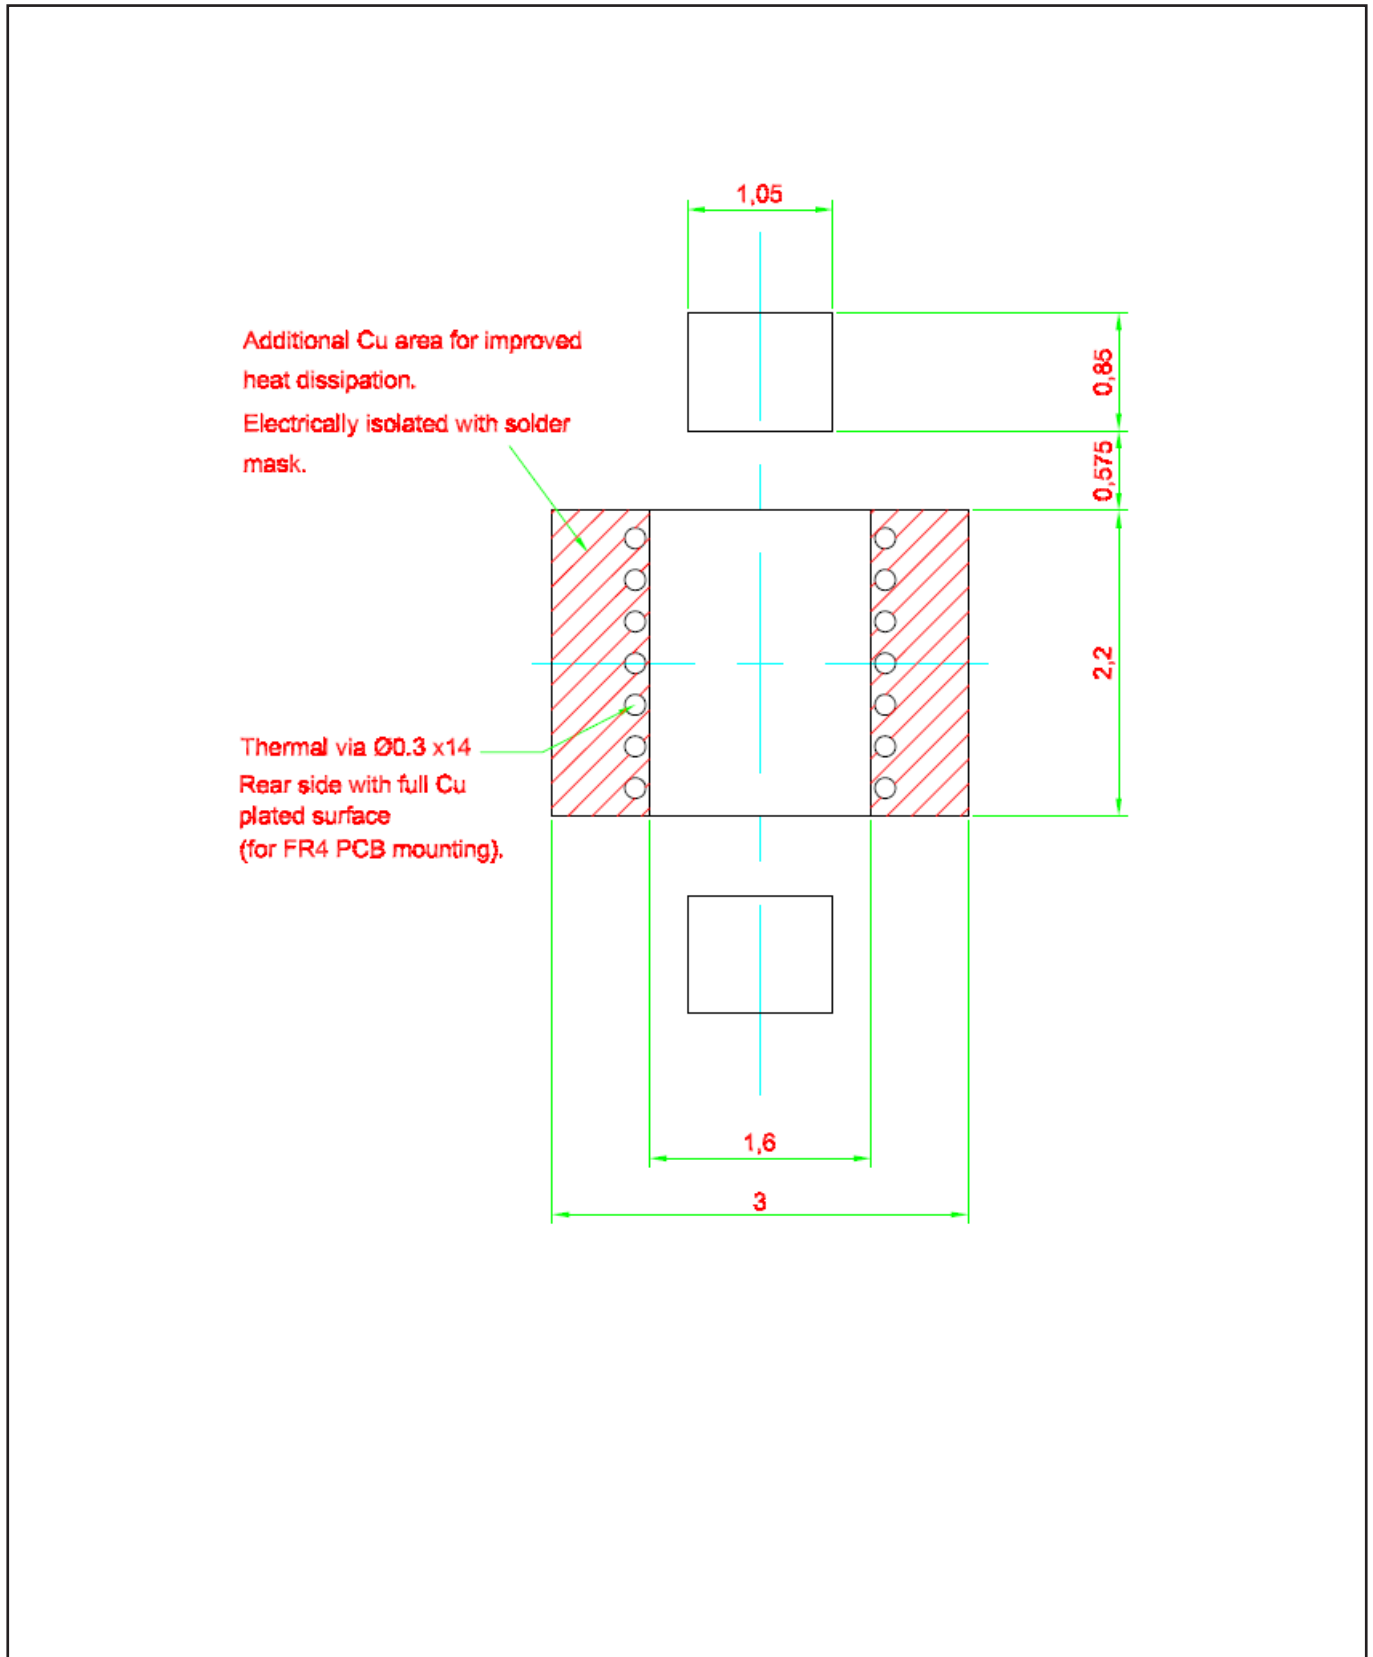 1,05
Additional Cu area for improved
heat dissipation.
Electrically isolated with solder
mask.
0,85
0,575
2,2
Thermal via Ø0.3 x14
Rear side with full Cu
plated surface
(for FR4 PCB mounting).
1,6
3